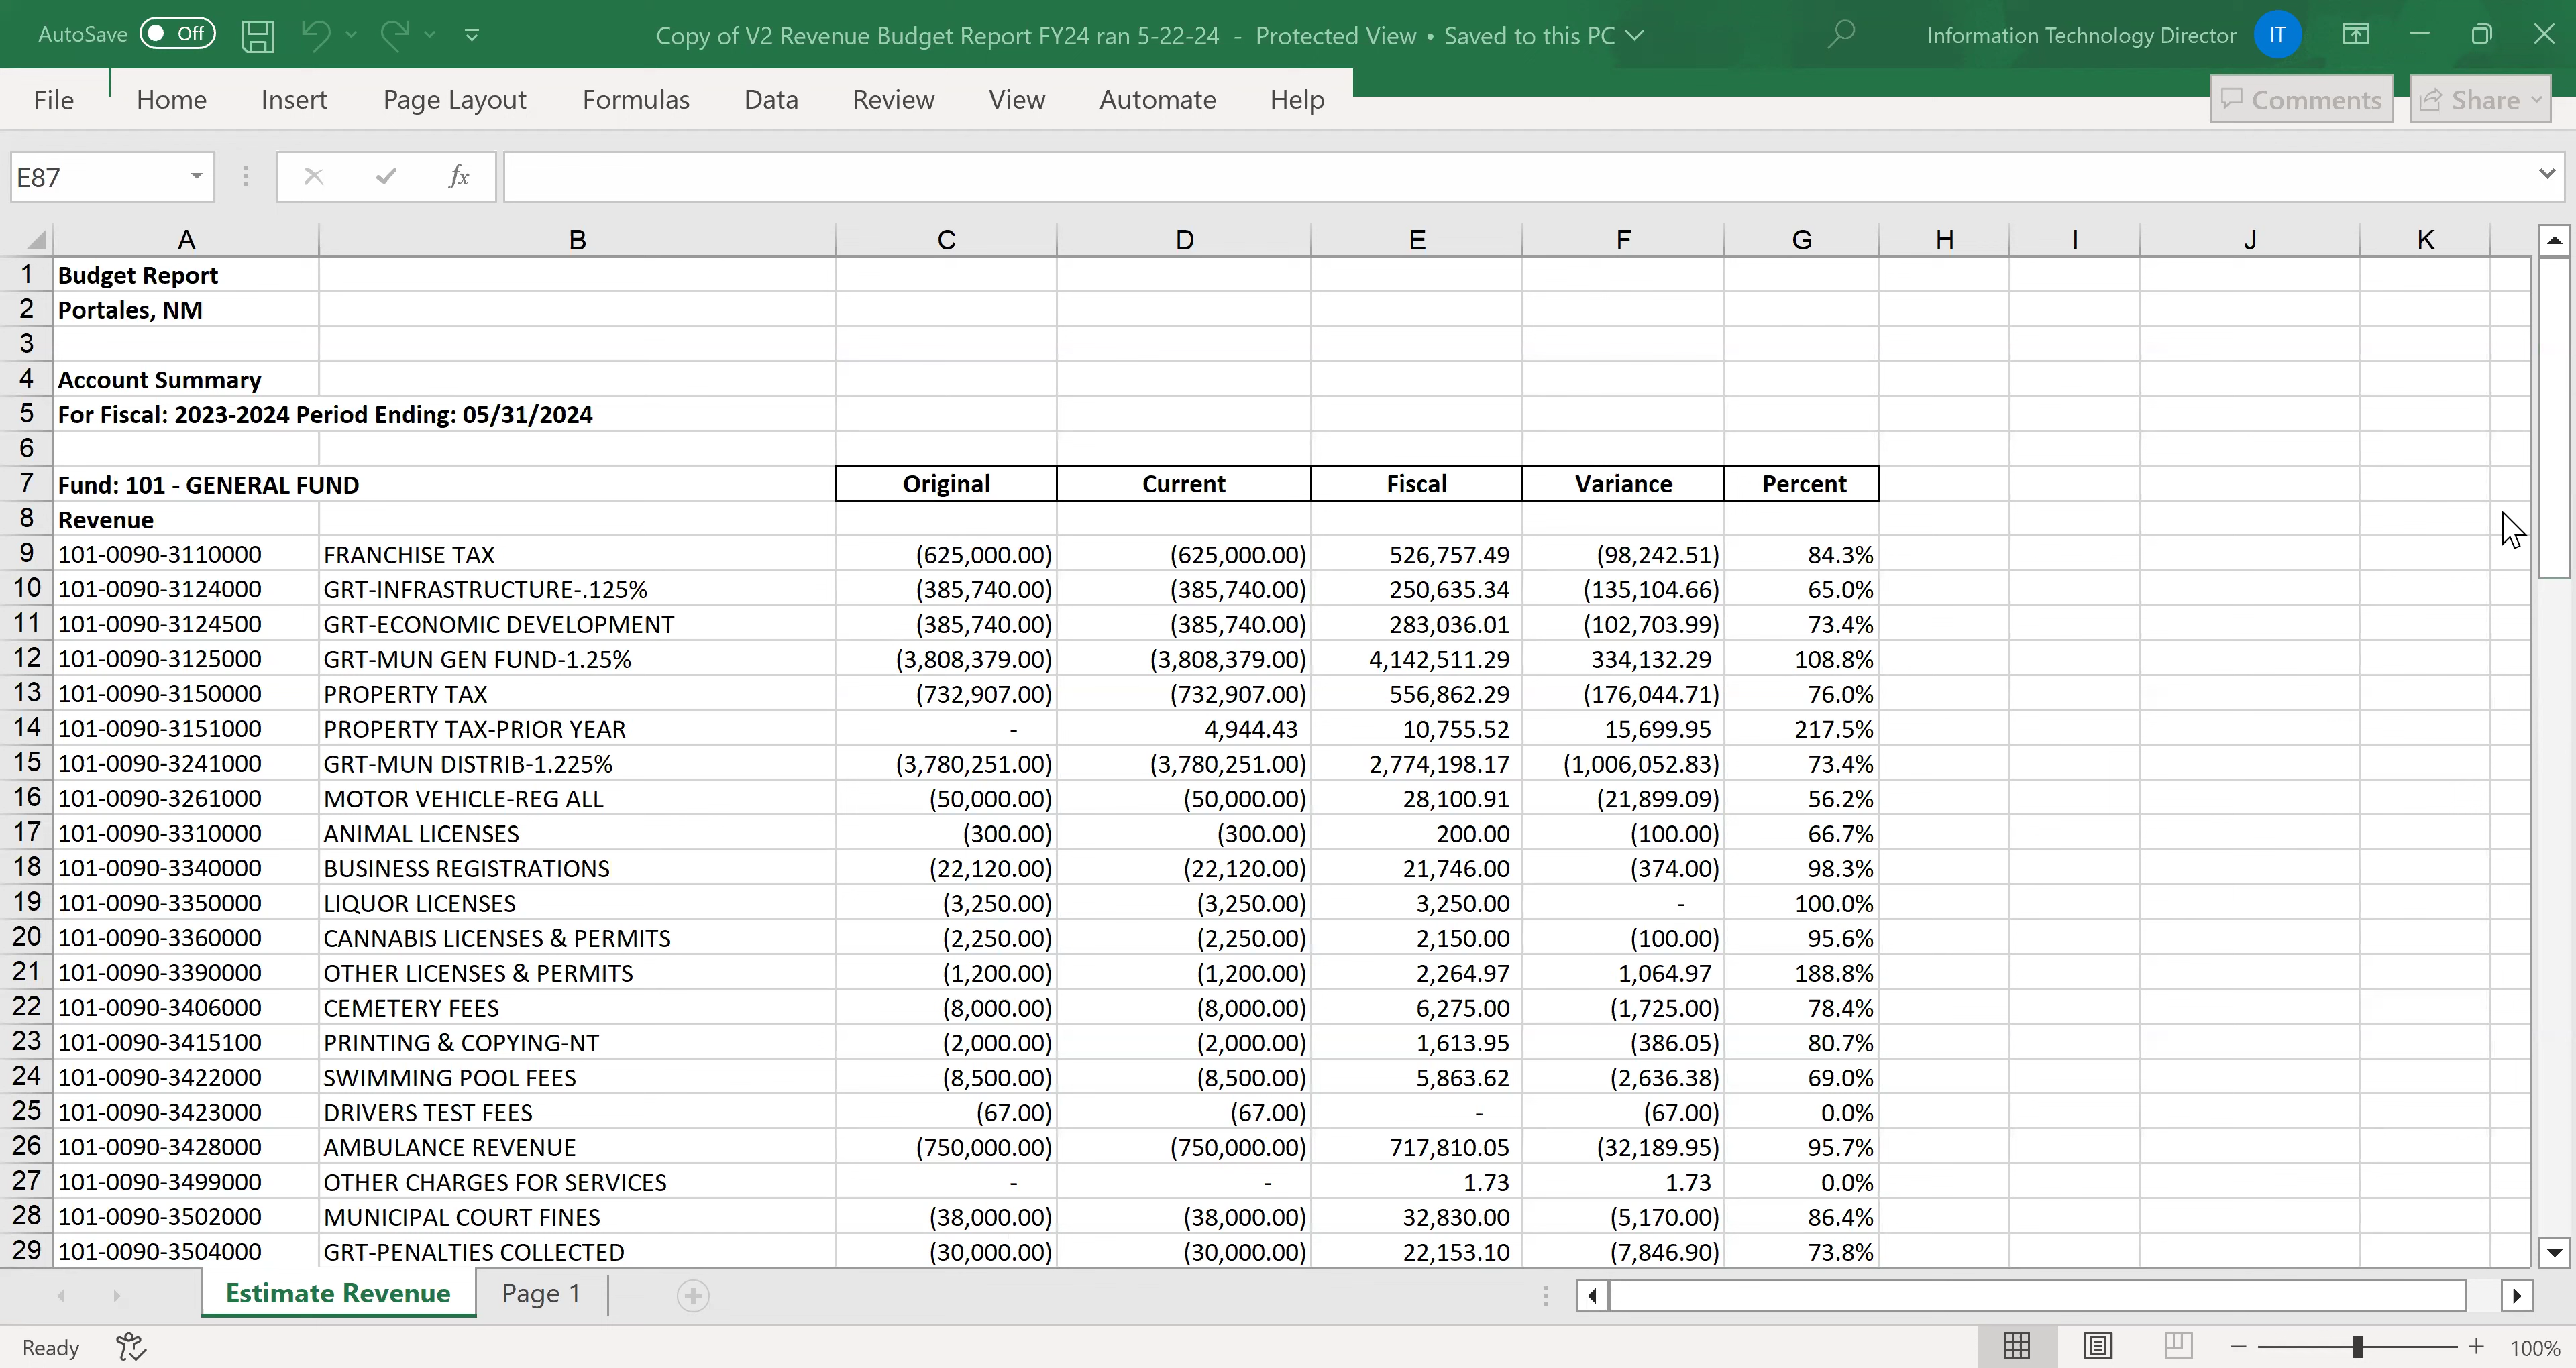 AutoSave Off Copy of V2 Revenue Budget Report FY24 ran 5-22-24 - Protected View • Saved to this PC Information Technology Director IT
File Home Insert Page Layout Formulas Data Review View Automate Help Comments Share
E87 fx
A B C D E F G H I J K
1 Budget Report
2 Portales, NM
3
4 Account Summary
5 For Fiscal: 2023-2024 Period Ending: 05/31/2024
6
7 Fund: 101 - GENERAL FUND Original Current Fiscal Variance Percent
8 Revenue
9 101-0090-3110000 FRANCHISE TAX (625,000.00) (625,000.00) 526,757.49 (98,242.51) 84.3%
10 101-0090-3124000 GRT-INFRASTRUCTURE-.125% (385,740.00) (385,740.00) 250,635.34 (135,104.66) 65.0%
11 101-0090-3124500 GRT-ECONOMIC DEVELOPMENT (385,740.00) (385,740.00) 283,036.01 (102,703.99) 73.4%
12 101-0090-3125000 GRT-MUN GEN FUND-1.25% (3,808,379.00) (3,808,379.00) 4,142,511.29 334,132.29 108.8%
13 101-0090-3150000 PROPERTY TAX (732,907.00) (732,907.00) 556,862.29 (176,044.71) 76.0%
14 101-0090-3151000 PROPERTY TAX-PRIOR YEAR - 4,944.43 10,755.52 15,699.95 217.5%
15 101-0090-3241000 GRT-MUN DISTRIB-1.225% (3,780,251.00) (3,780,251.00) 2,774,198.17 (1,006,052.83) 73.4%
16 101-0090-3261000 MOTOR VEHICLE-REG ALL (50,000.00) (50,000.00) 28,100.91 (21,899.09) 56.2%
17 101-0090-3310000 ANIMAL LICENSES (300.00) (300.00) 200.00 (100.00) 66.7%
18 101-0090-3340000 BUSINESS REGISTRATIONS (22,120.00) (22,120.00) 21,746.00 (374.00) 98.3%
19 101-0090-3350000 LIQUOR LICENSES (3,250.00) (3,250.00) 3,250.00 - 100.0%
20 101-0090-3360000 CANNABIS LICENSES & PERMITS (2,250.00) (2,250.00) 2,150.00 (100.00) 95.6%
21 101-0090-3390000 OTHER LICENSES & PERMITS (1,200.00) (1,200.00) 2,264.97 1,064.97 188.8%
22 101-0090-3406000 CEMETERY FEES (8,000.00) (8,000.00) 6,275.00 (1,725.00) 78.4%
23 101-0090-3415100 PRINTING & COPYING-NT (2,000.00) (2,000.00) 1,613.95 (386.05) 80.7%
24 101-0090-3422000 SWIMMING POOL FEES (8,500.00) (8,500.00) 5,863.62 (2,636.38) 69.0%
25 101-0090-3423000 DRIVERS TEST FEES (67.00) (67.00) - (67.00) 0.0%
26 101-0090-3428000 AMBULANCE REVENUE (750,000.00) (750,000.00) 717,810.05 (32,189.95) 95.7%
27 101-0090-3499000 OTHER CHARGES FOR SERVICES - - 1.73 1.73 0.0%
28 101-0090-3502000 MUNICIPAL COURT FINES (38,000.00) (38,000.00) 32,830.00 (5,170.00) 86.4%
29 101-0090-3504000 GRT-PENALTIES COLLECTED (30,000.00) (30,000.00) 22,153.10 (7,846.90) 73.8%
Estimate Revenue Page 1
Ready 100%